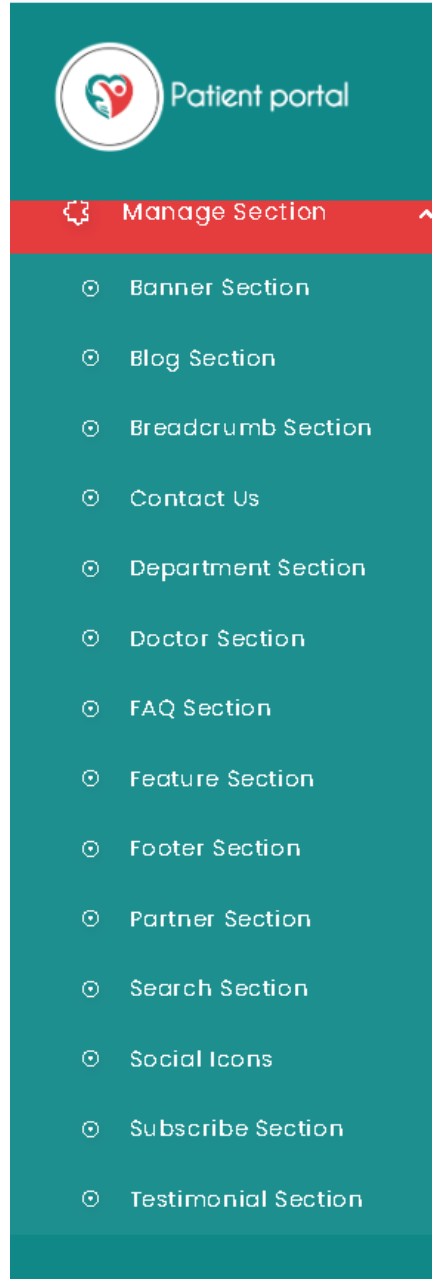 Patient portal
Manage Section
Banner Section
Blog Section
Breadcrumb Section
Contact Us
Department Section
Doctor Section
FAQ Section
Feature Section
Footer Section
Partner Section
Search Section
Social Icons
Subscribe Section
Testimonial Section